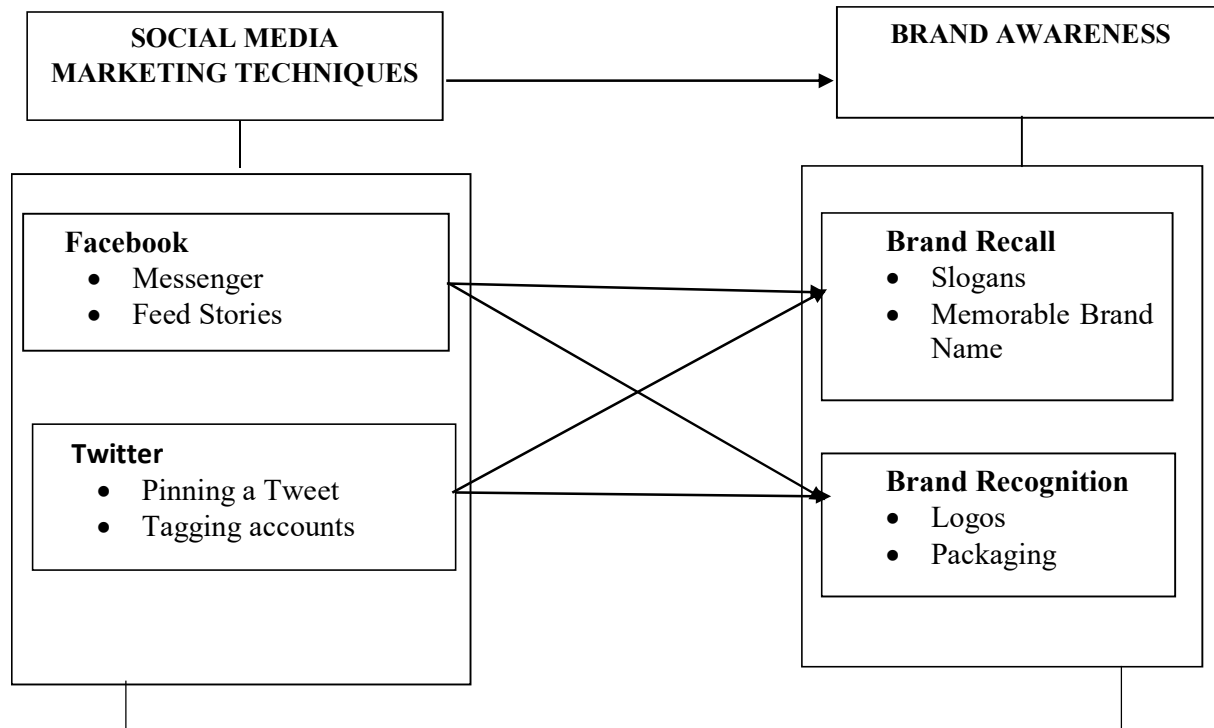 SOCIAL MEDIA
MARKETING TECHNIQUES
BRAND AWARENESS
Facebook
• Messenger
• Feed Stories
Twitter
• Pinning a Tweet
• Tagging accounts
Brand Recall
• Slogans
• Memorable Brand
Name
Brand Recognition
• Logos
• Packaging